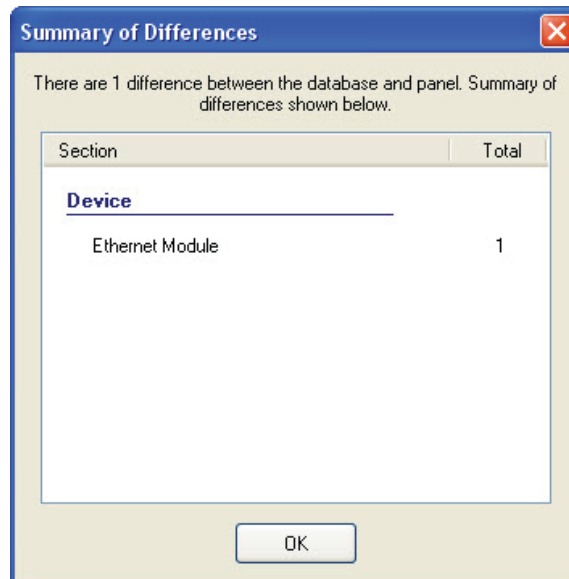 Summary of Differences
There are 1 difference between the database and panel. Summary of
differences shown below.
Section Total
Device
Ethernet Module 1
OK